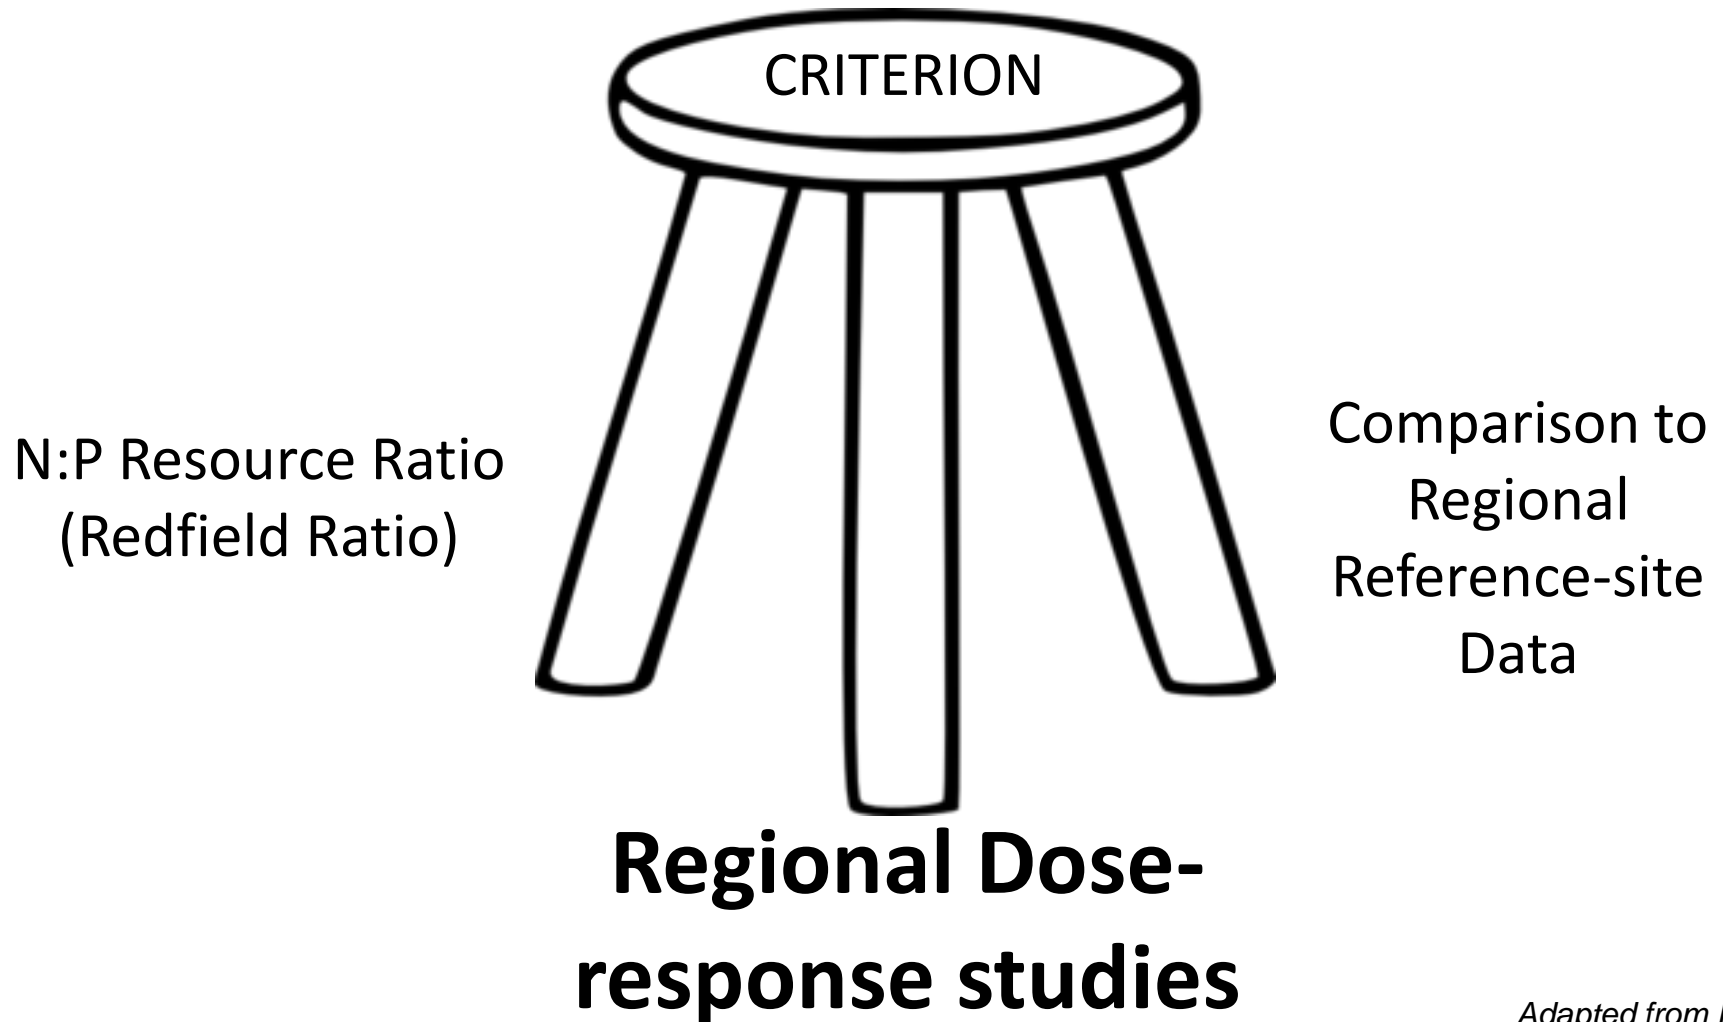 CRITERION
N:P Resource Ratio
(Redfield Ratio)
Comparison to
Regional
Reference-site
Data
Regional Dose-
response studies
Adapted from